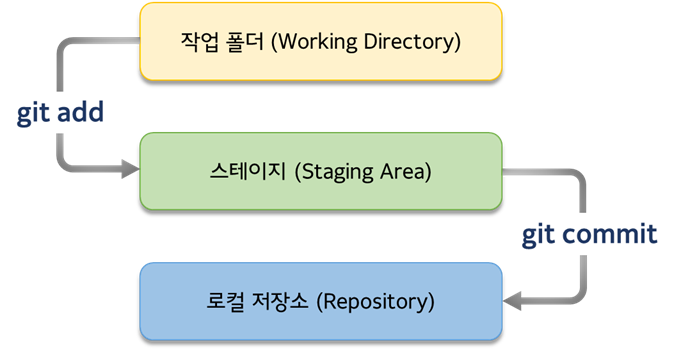 작업 폴더 (Working Directory)
git add
스테이지 (Staging Area)
git commit
로컬 저장소 (Repository)